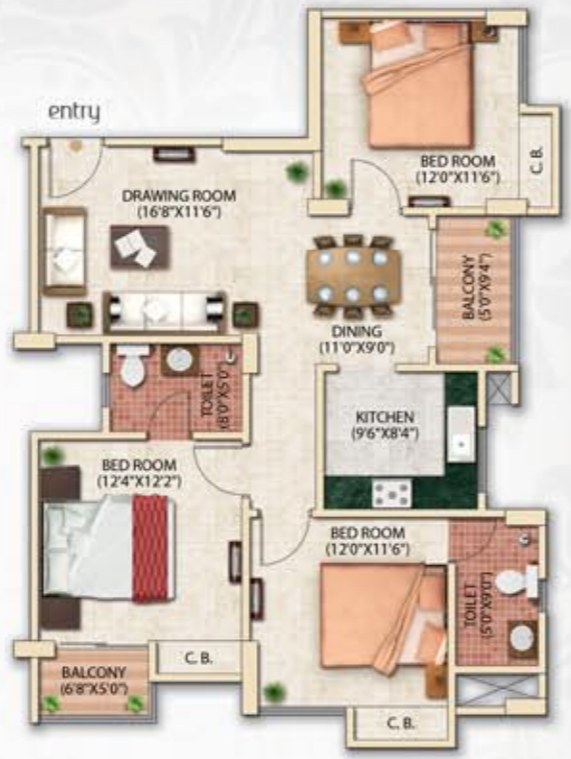 entry
BED ROOM
(12'0"X11'6")
C. B.
DRAWING ROOM
(16'8"X11'6")
BALCONY
(5'0"X9'4")
DINING
(11'0"X9'0")
TOILET
(8'0"X5'0")
KITCHEN
(9'6"X8'4")
BED ROOM
(12'4"X12'2")
BED ROOM
(12'0"X11'6")
TOILET
(5'0"X9'0")
C. B.
BALCONY
(6'8"X5'0")
C. B.